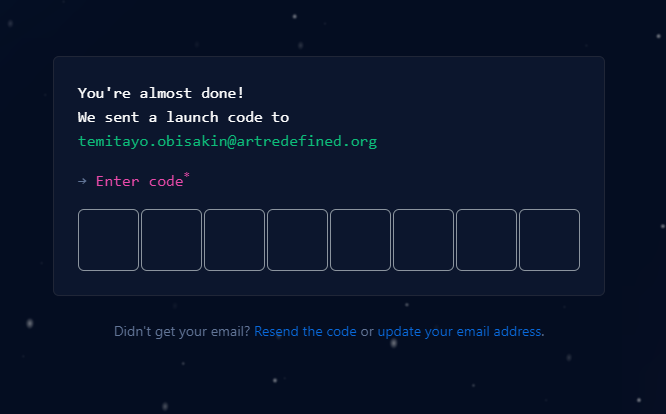 You're almost done!
We sent a launch code to
temitayo.obisakin@artredefined.org
→ Enter code*
Didn't get your email? Resend the code or update your email address.